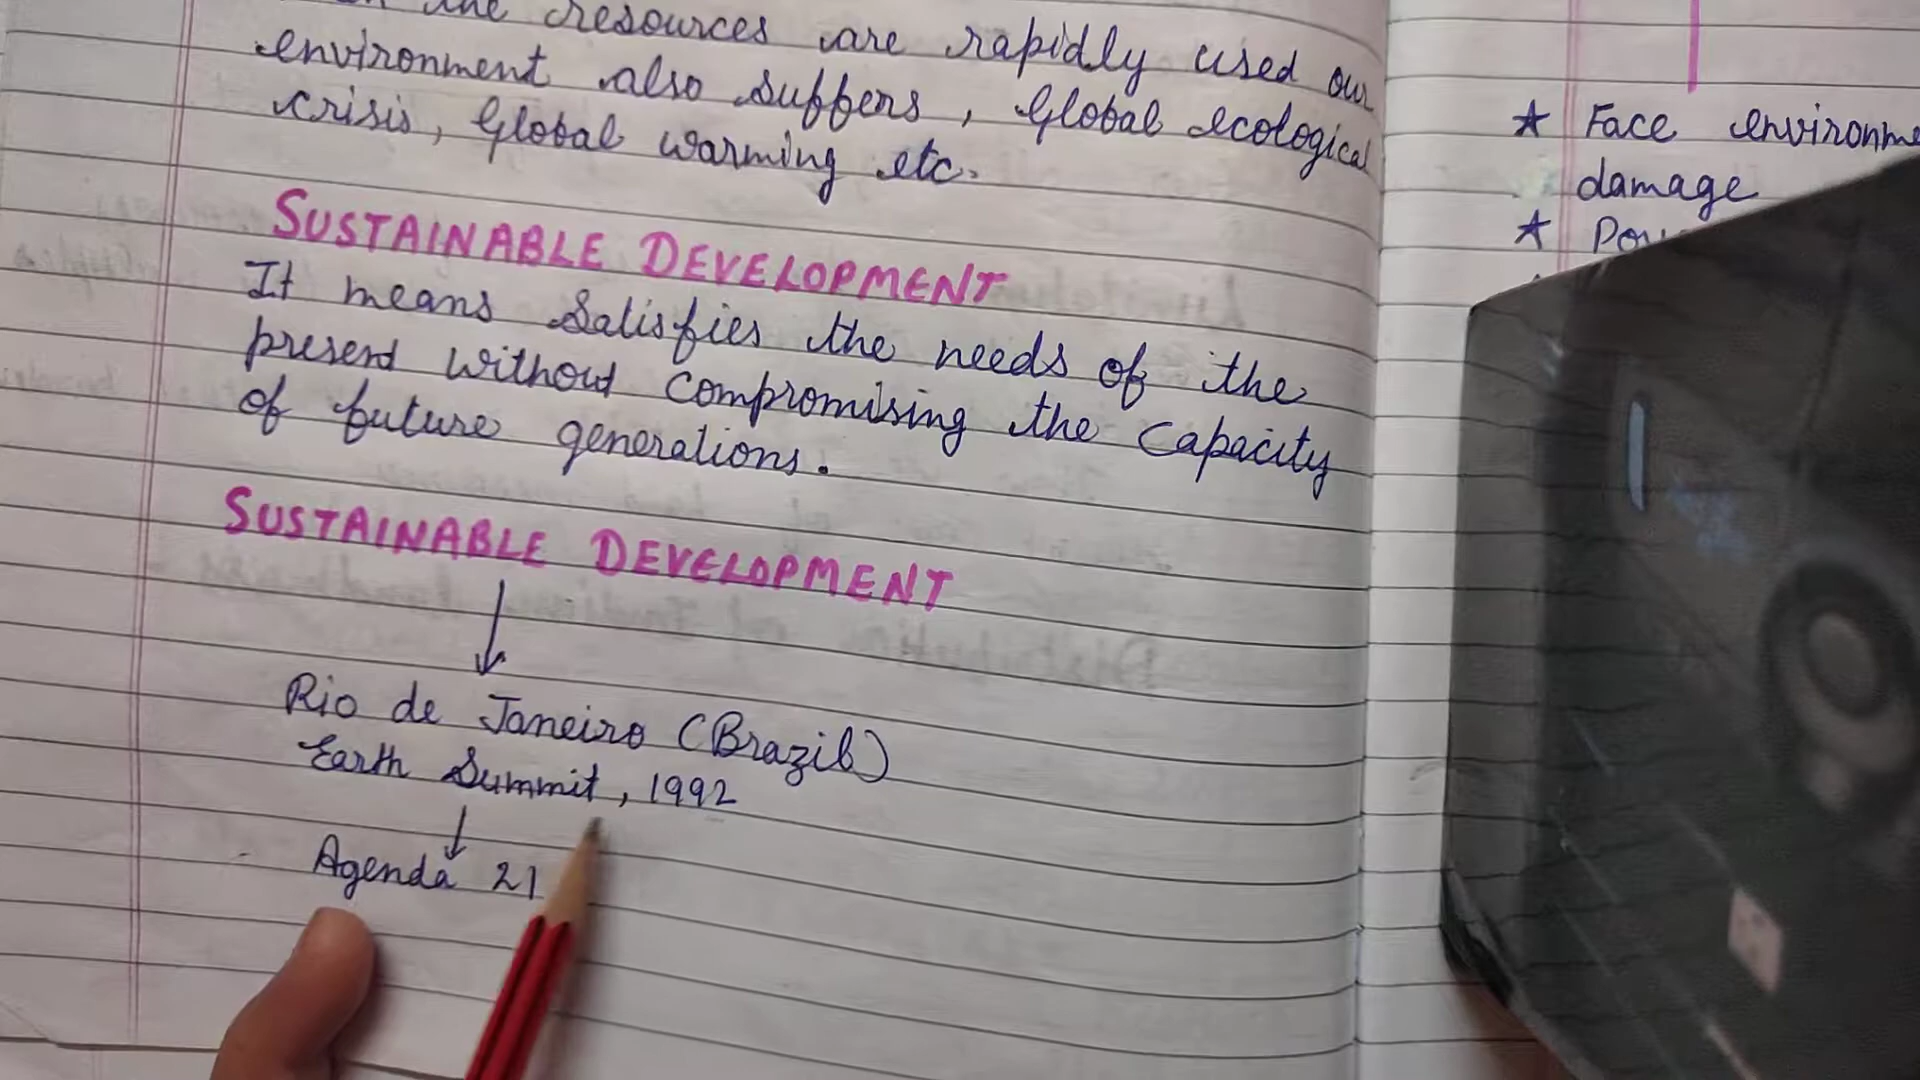 the resources are rapidly used our
environment also suffers, Global ecological
crisis, Global warming etc.
SUSTAINABLE DEVELOPMENT
It means satisfies the needs of the
present without compromising the capacity
of future generations.
SUSTAINABLE DEVELOPMENT
↓
Rio de Janeiro (Brazil)
Earth Summit, 1992
↓
Agenda 21
★ Face environme
damage
★